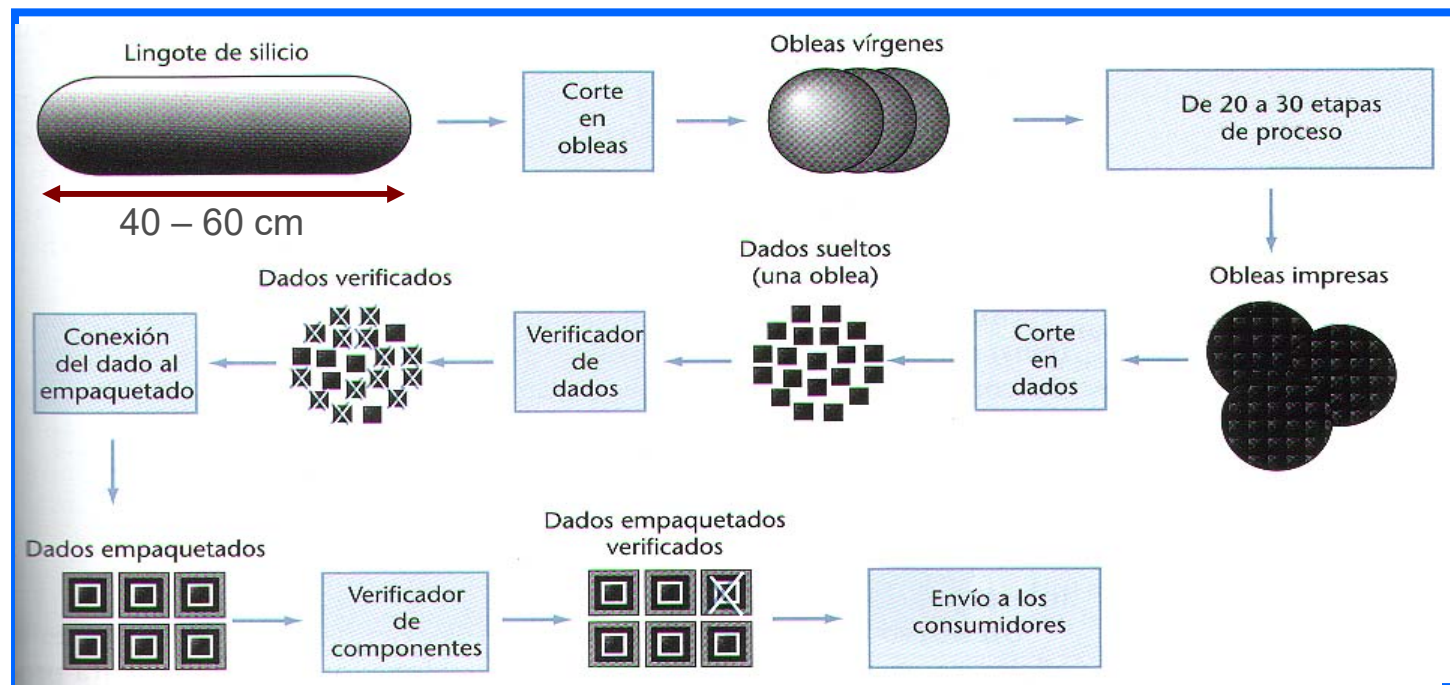 Lingote de silicio
Corte
en
obleas
Obleas vírgenes
De 20 a 30 etapas
de proceso
40 – 60 cm
Obleas impresas
Corte
en
dados
Dados sueltos
(una oblea)
Verificador
de
dados
Dados verificados
Conexión
del dado al
empaquetado
Dados empaquetados
Verificador
de
componentes
Dados empaquetados
verificados
Envío a los
consumidores